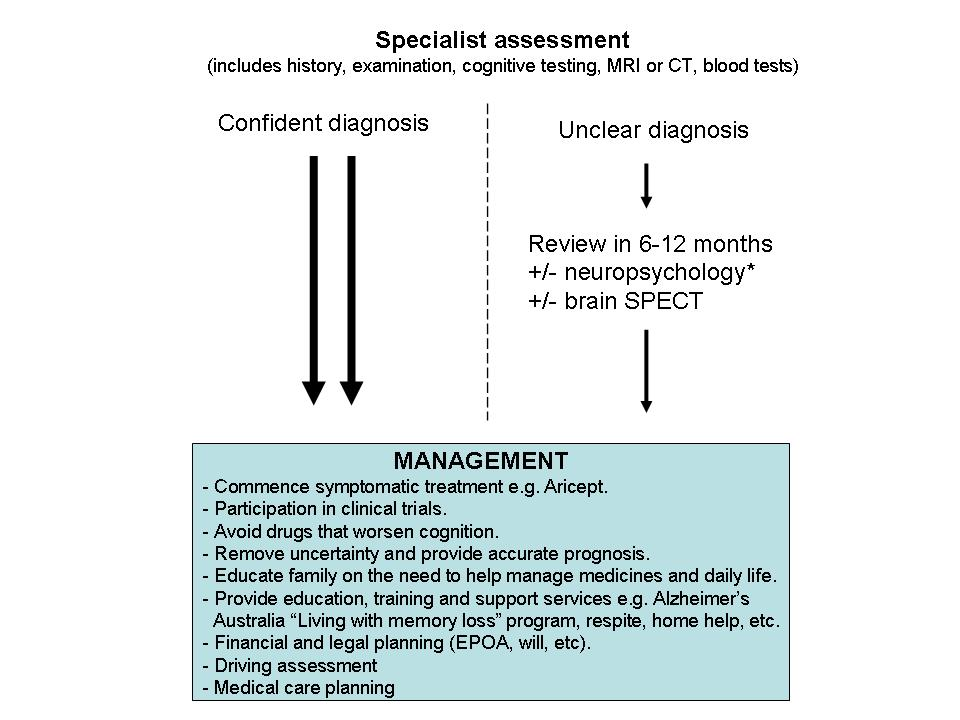 Specialist assessment
(includes history, examination, cognitive testing, MRI or CT, blood tests)
Confident diagnosis
Unclear diagnosis
Review in 6-12 months
+/- neuropsychology*
+/- brain SPECT
MANAGEMENT
- Commence symptomatic treatment e.g. Aricept.
- Participation in clinical trials.
- Avoid drugs that worsen cognition.
- Remove uncertainty and provide accurate prognosis.
- Educate family on the need to help manage medicines and daily life.
- Provide education, training and support services e.g. Alzheimer’s
Australia “Living with memory loss” program, respite, home help, etc.
- Financial and legal planning (EPOA, will, etc).
- Driving assessment
- Medical care planning